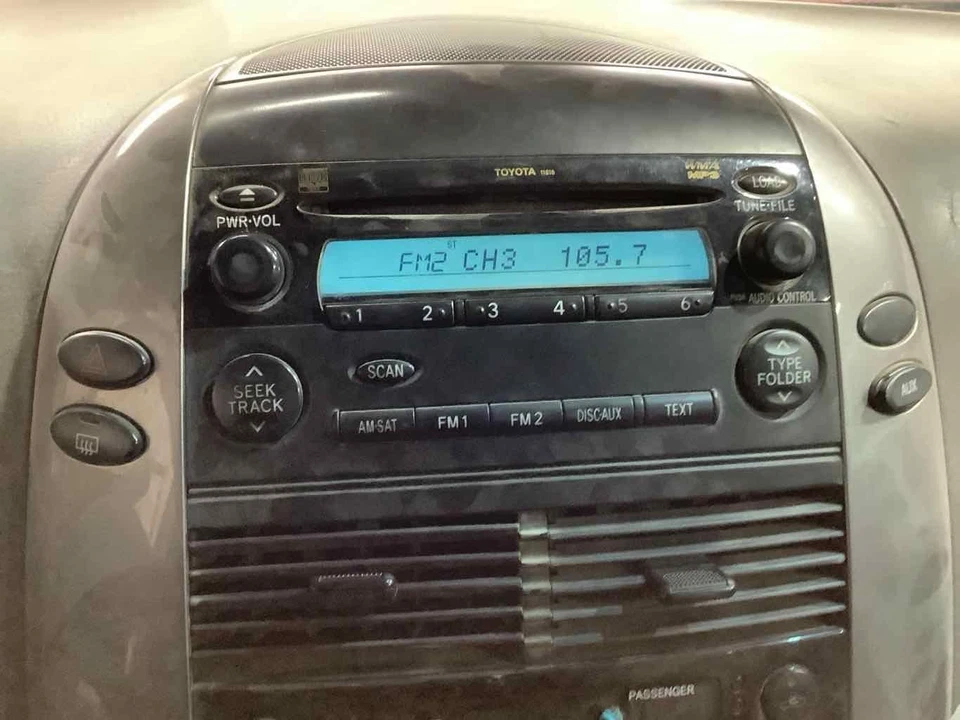 TOYOTA 11818
WMA
MP3
LOAD
PWR·VOL
TUNE·FILE
ST
FM2 CH3 105.7
1 2 3 4 5 6
AUDIO CONTROL
SCAN
SEEK
TRACK
TYPE
FOLDER
AM·SAT FM1 FM2 DISC·AUX TEXT
AUX
PASSENGER